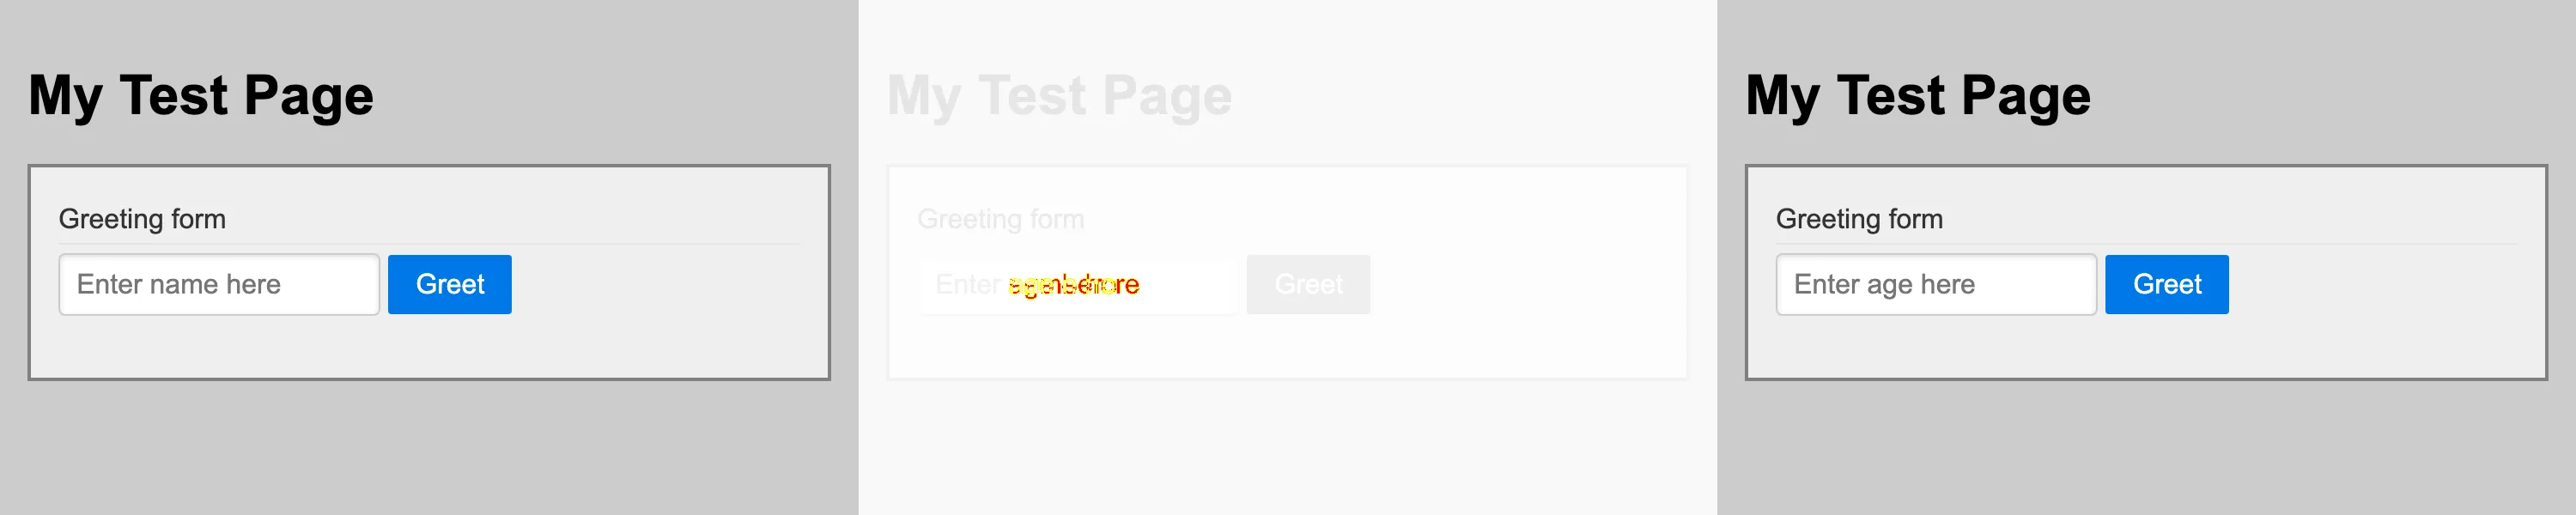 My Test Page
Greeting form
Enter name here
Greet
My Test Page
Greeting form
Enter
Greet
My Test Page
Greeting form
Enter age here
Greet